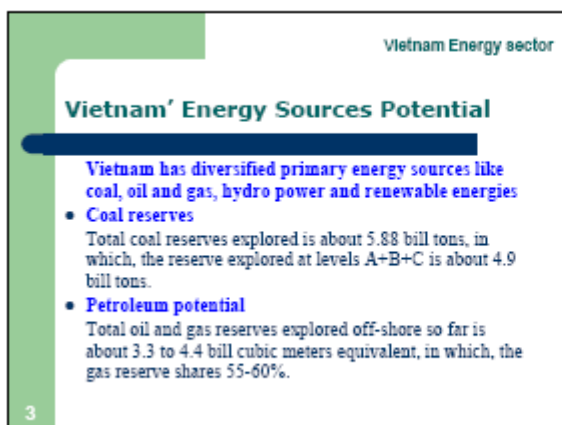 Vietnam Energy sector
Vietnam' Energy Sources Potential
Vietnam has diversified primary energy sources like
coal, oil and gas, hydro power and renewable energies
• Coal reserves
Total coal reserves explored is about 5.88 bill tons, in
which, the reserve explored at levels A+B+C is about 4.9
bill tons.
• Petroleum potential
Total oil and gas reserves explored off-shore so far is
about 3.3 to 4.4 bill cubic meters equivalent, in which, the
gas reserve shares 55-60%.
3